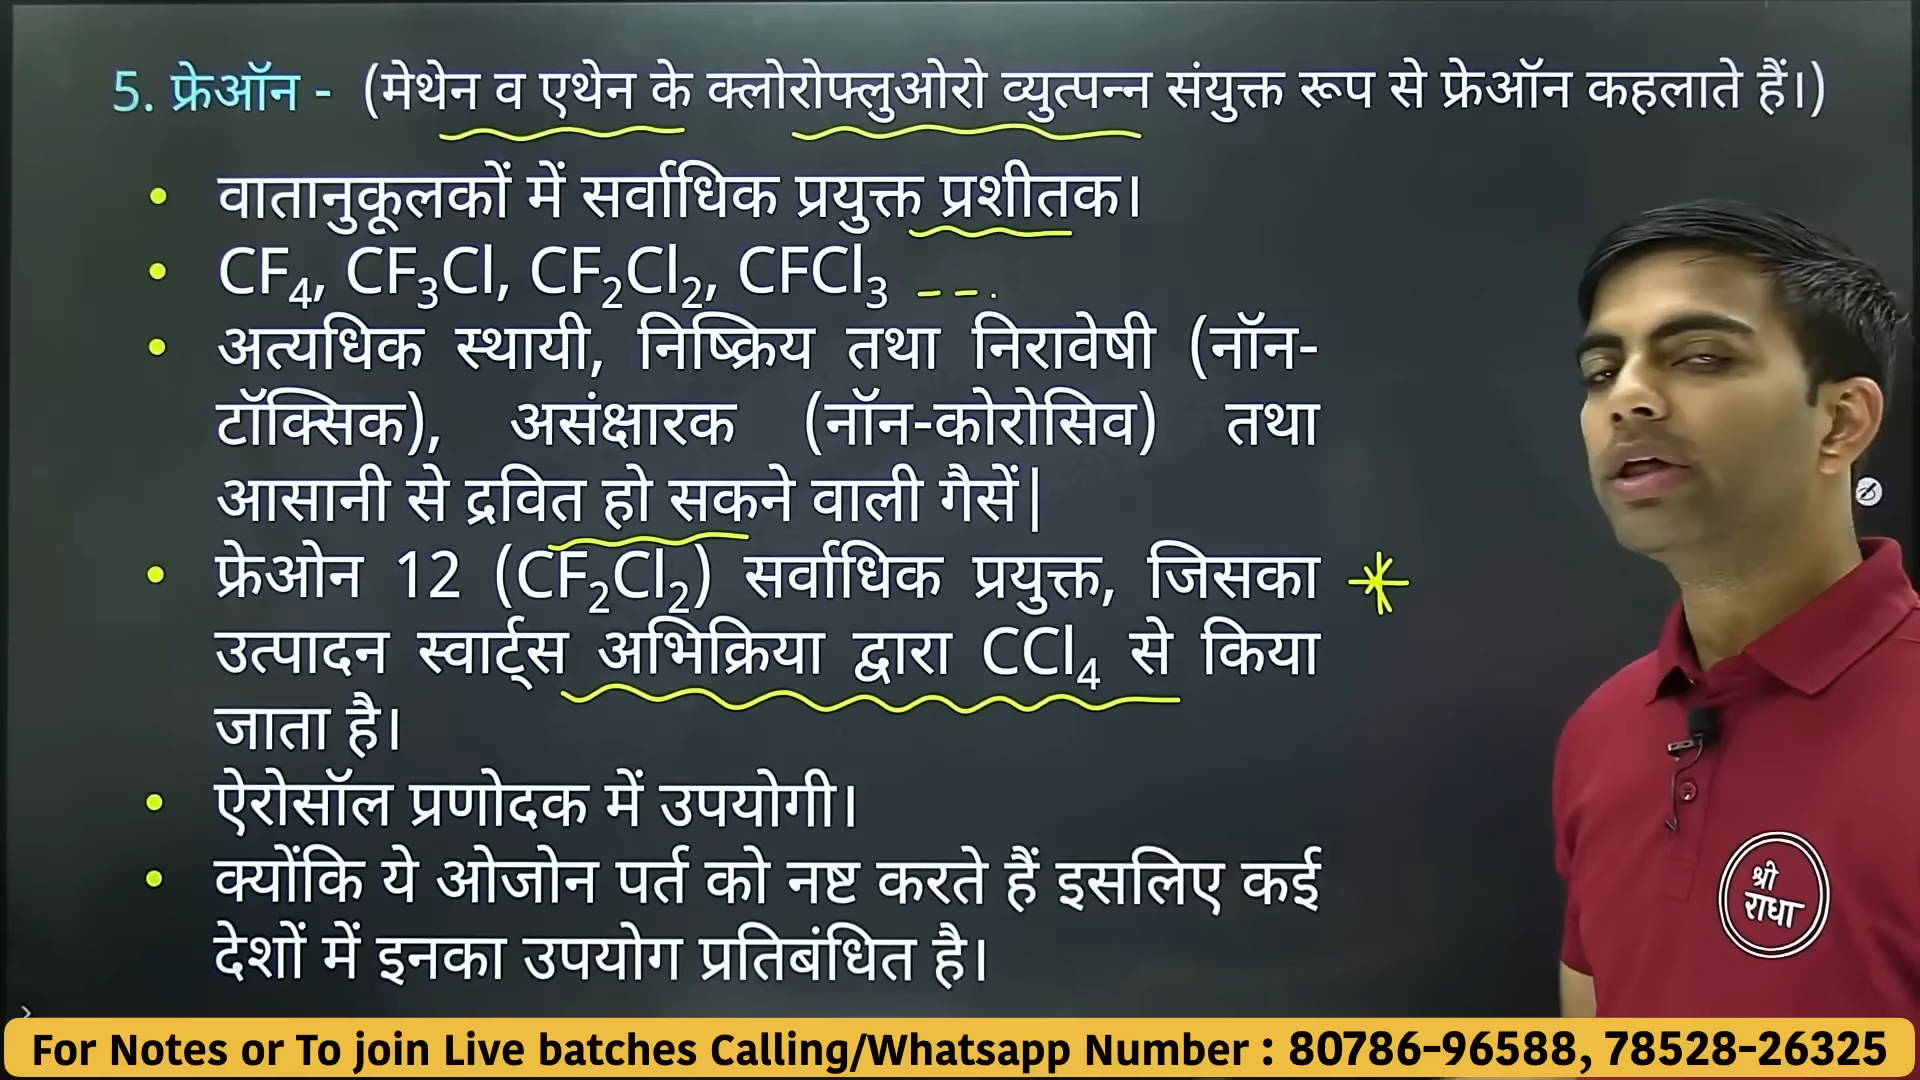 5. फ्रेऑन - (मेथेन व एथेन के क्लोरोफ्लुओरो व्युत्पन्न संयुक्त रूप से फ्रेऑन कहलाते हैं।)
• वातानुकूलकों में सर्वाधिक प्रयुक्त प्रशीतक।
• CF₄, CF₃Cl, CF₂Cl₂, CFCl₃ _ _ .
• अत्यधिक स्थायी, निष्क्रिय तथा निरावेषी (नॉन-
टॉक्सिक), असंक्षारक (नॉन-कोरोसिव) तथा
आसानी से द्रवित हो सकने वाली गैसें|
• फ्रेओन 12 (CF₂Cl₂) सर्वाधिक प्रयुक्त, जिसका *
उत्पादन स्वार्ट्स अभिक्रिया द्वारा CCl₄ से किया
जाता है।
• ऐरोसॉल प्रणोदक में उपयोगी।
• क्योंकि ये ओजोन पर्त को नष्ट करते हैं इसलिए कई
देशों में इनका उपयोग प्रतिबंधित है।
श्री
राधा
For Notes or To join Live batches Calling/Whatsapp Number : 80786-96588, 78528-26325